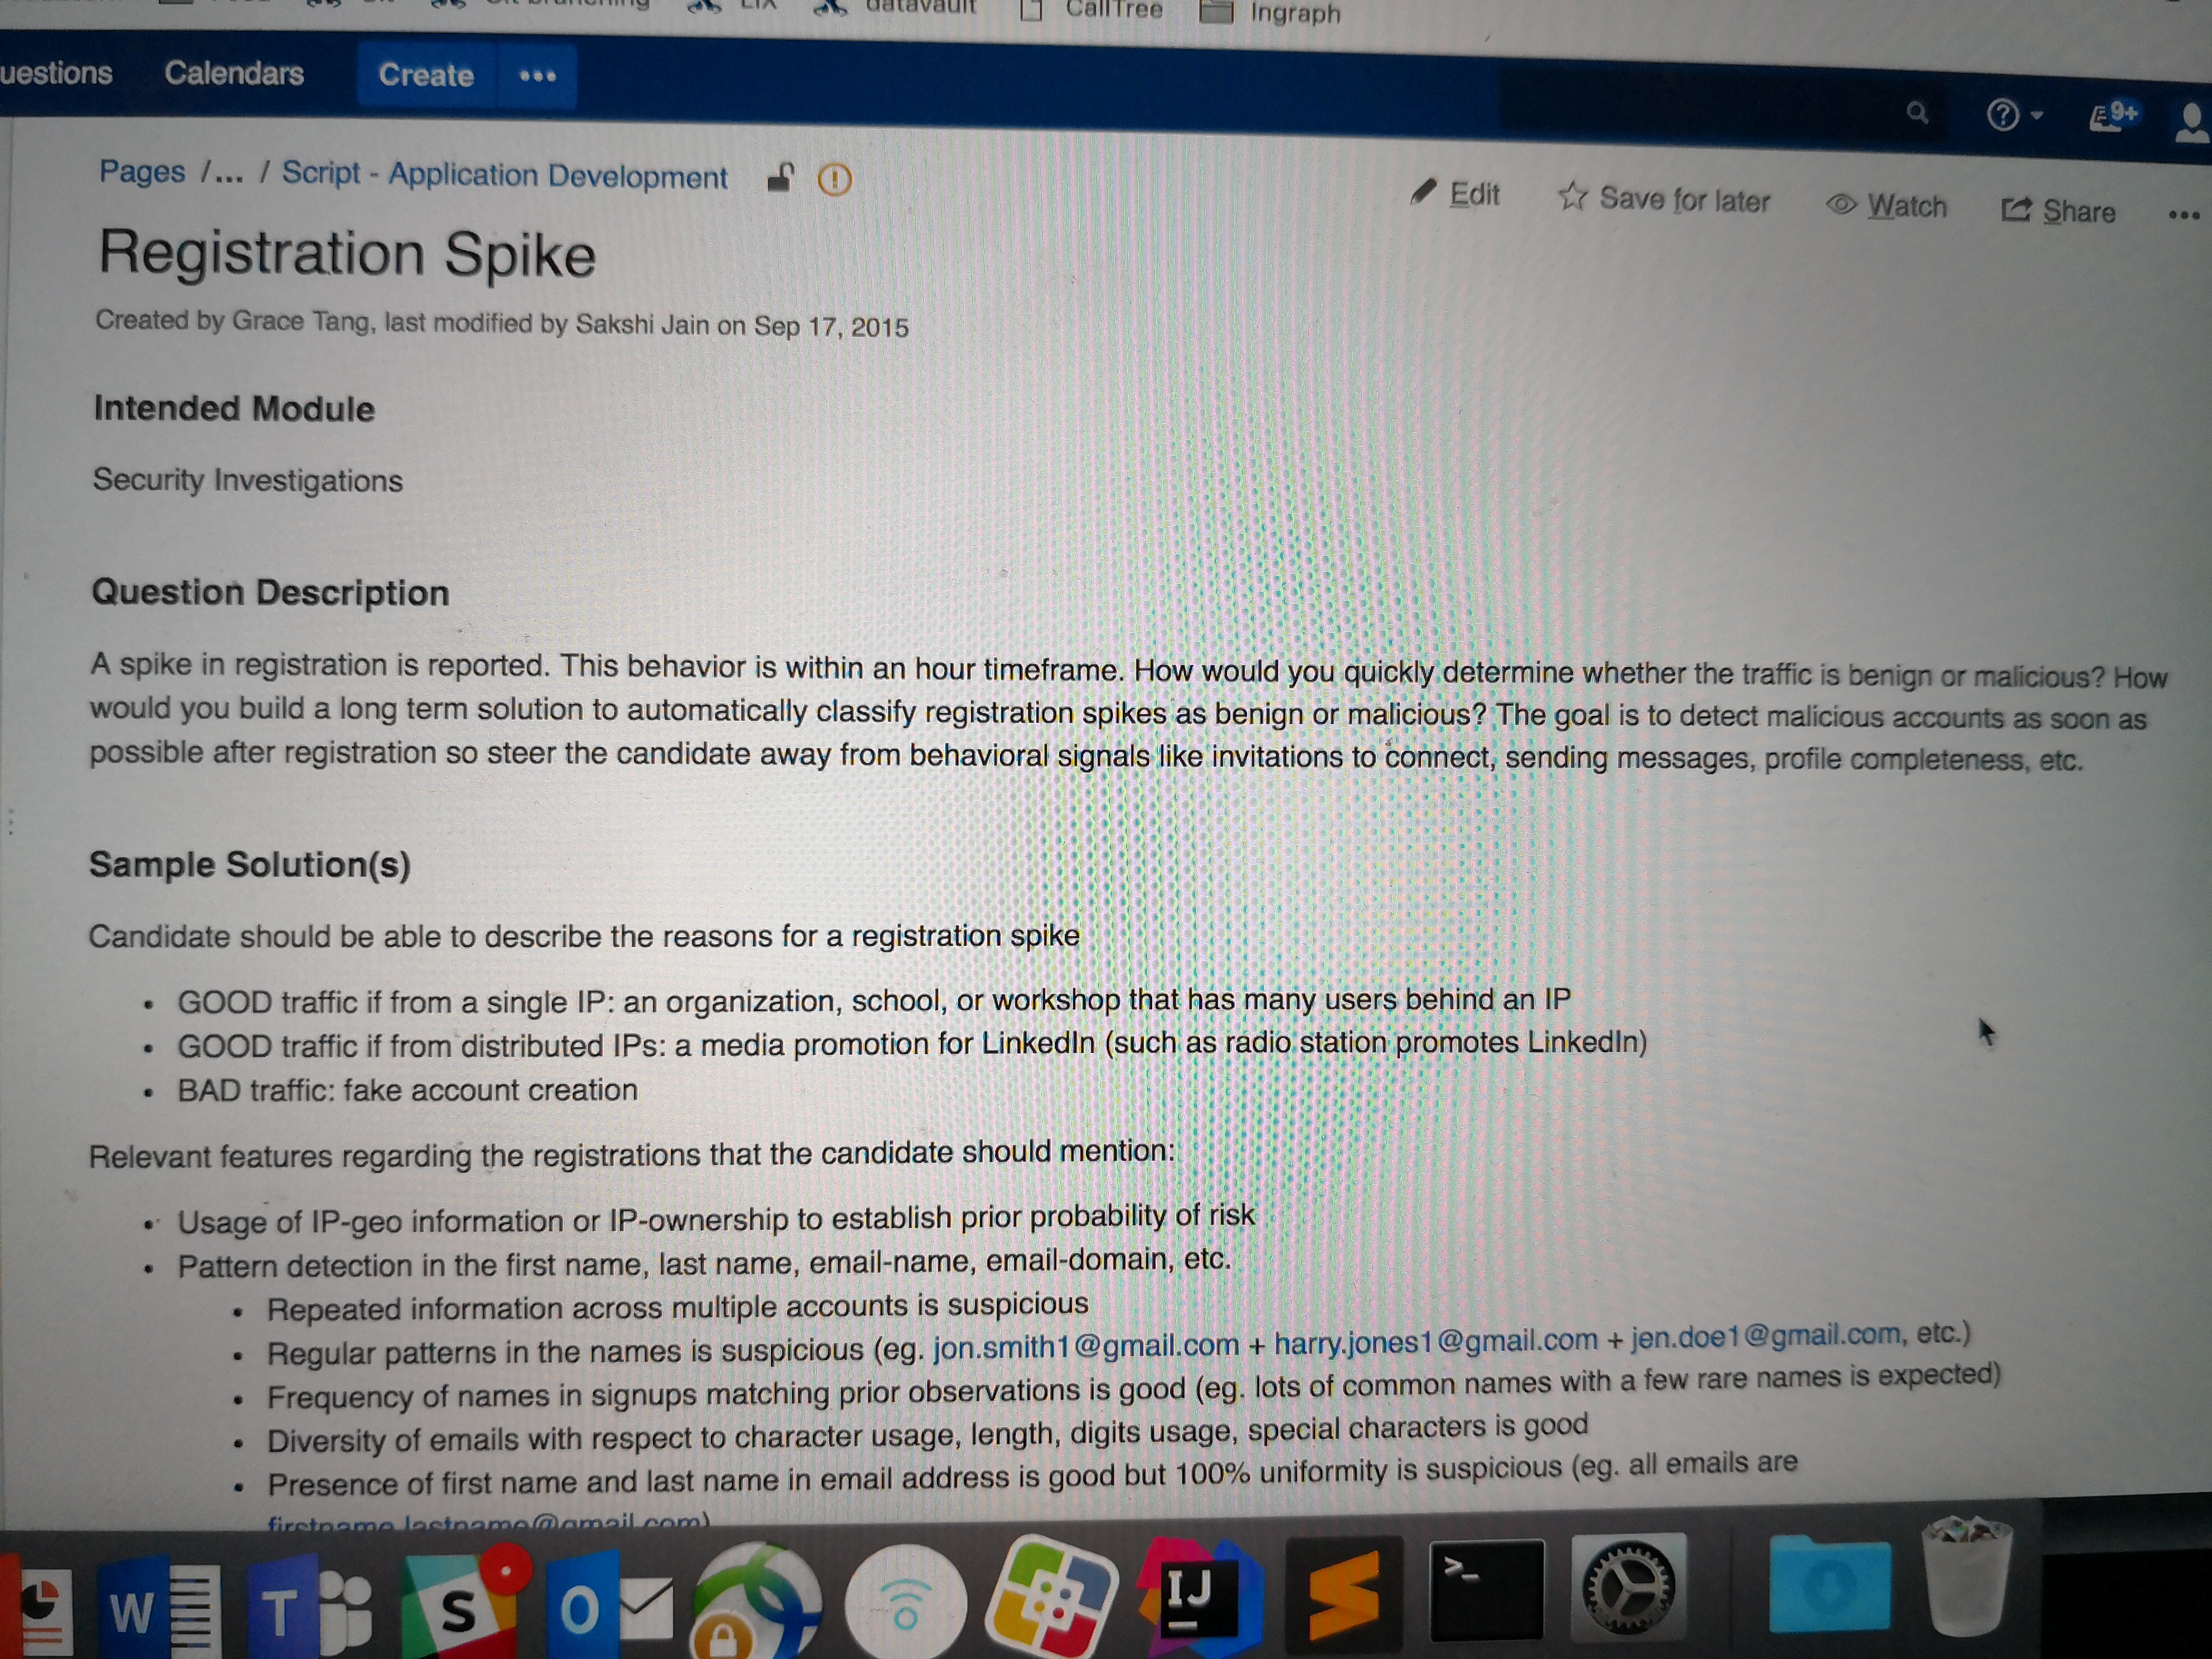 LIX
datavault
CallTree
Ingraph
uestions Calendars Create •••
9+
Pages /... / Script - Application Development
Edit Save for later Watch Share •••
Registration Spike
Created by Grace Tang, last modified by Sakshi Jain on Sep 17, 2015
Intended Module
Security Investigations
Question Description
A spike in registration is reported. This behavior is within an hour timeframe. How would you quickly determine whether the traffic is benign or malicious? How
would you build a long term solution to automatically classify registration spikes as benign or malicious? The goal is to detect malicious accounts as soon as
possible after registration so steer the candidate away from behavioral signals like invitations to connect, sending messages, profile completeness, etc.
Sample Solution(s)
Candidate should be able to describe the reasons for a registration spike
• GOOD traffic if from a single IP: an organization, school, or workshop that has many users behind an IP
• GOOD traffic if from distributed IPs: a media promotion for LinkedIn (such as radio station promotes LinkedIn)
• BAD traffic: fake account creation
Relevant features regarding the registrations that the candidate should mention:
• Usage of IP-geo information or IP-ownership to establish prior probability of risk
• Pattern detection in the first name, last name, email-name, email-domain, etc.
• Repeated information across multiple accounts is suspicious
• Regular patterns in the names is suspicious (eg. jon.smith1@gmail.com + harry.jones1@gmail.com + jen.doe1@gmail.com, etc.)
• Frequency of names in signups matching prior observations is good (eg. lots of common names with a few rare names is expected)
• Diversity of emails with respect to character usage, length, digits usage, special characters is good
• Presence of first name and last name in email address is good but 100% uniformity is suspicious (eg. all emails are
firstname.lastname@gmail.com)
W T S O IJ >_